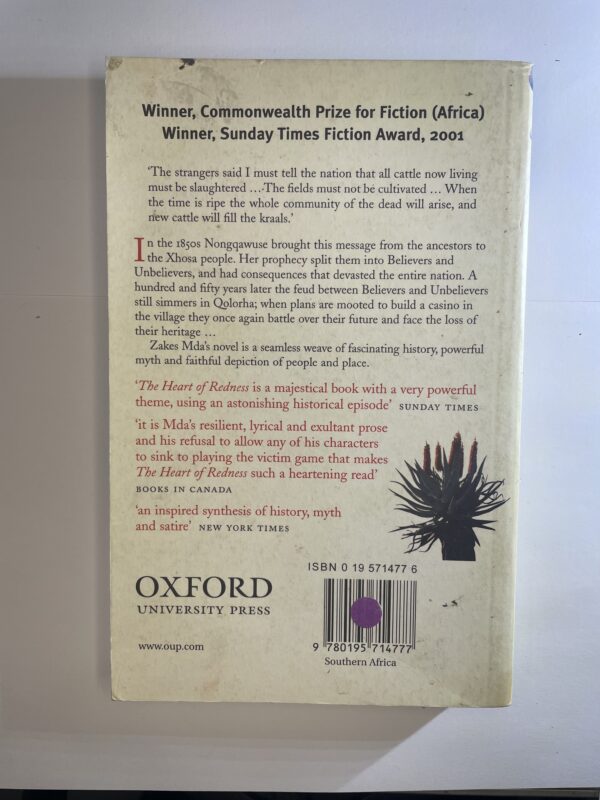 Winner, Commonwealth Prize for Fiction (Africa)
Winner, Sunday Times Fiction Award, 2001
'The strangers said I must tell the nation that all cattle now living
must be slaughtered … The fields must not be cultivated … When
the time is ripe the whole community of the dead will arise, and
new cattle will fill the kraals.'
In the 1850s Nongqawuse brought this message from the ancestors to
the Xhosa people. Her prophecy split them into Believers and
Unbelievers, and had consequences that devasted the entire nation. A
hundred and fifty years later the feud between Believers and Unbelievers
still simmers in Qolorha; when plans are mooted to build a casino in
the village they once again battle over their future and face the loss of
their heritage …
Zakes Mda's novel is a seamless weave of fascinating history, powerful
myth and faithful depiction of people and place.
'The Heart of Redness is a majestical book with a very powerful
theme, using an astonishing historical episode' SUNDAY TIMES
'it is Mda's resilient, lyrical and exultant prose
and his refusal to allow any of his characters
to sink to playing the victim game that makes
The Heart of Redness such a heartening read'
BOOKS IN CANADA
'an inspired synthesis of history, myth
and satire' NEW YORK TIMES
OXFORD
UNIVERSITY PRESS
www.oup.com
ISBN 0 19 571477 6
9 780195 714777
Southern Africa